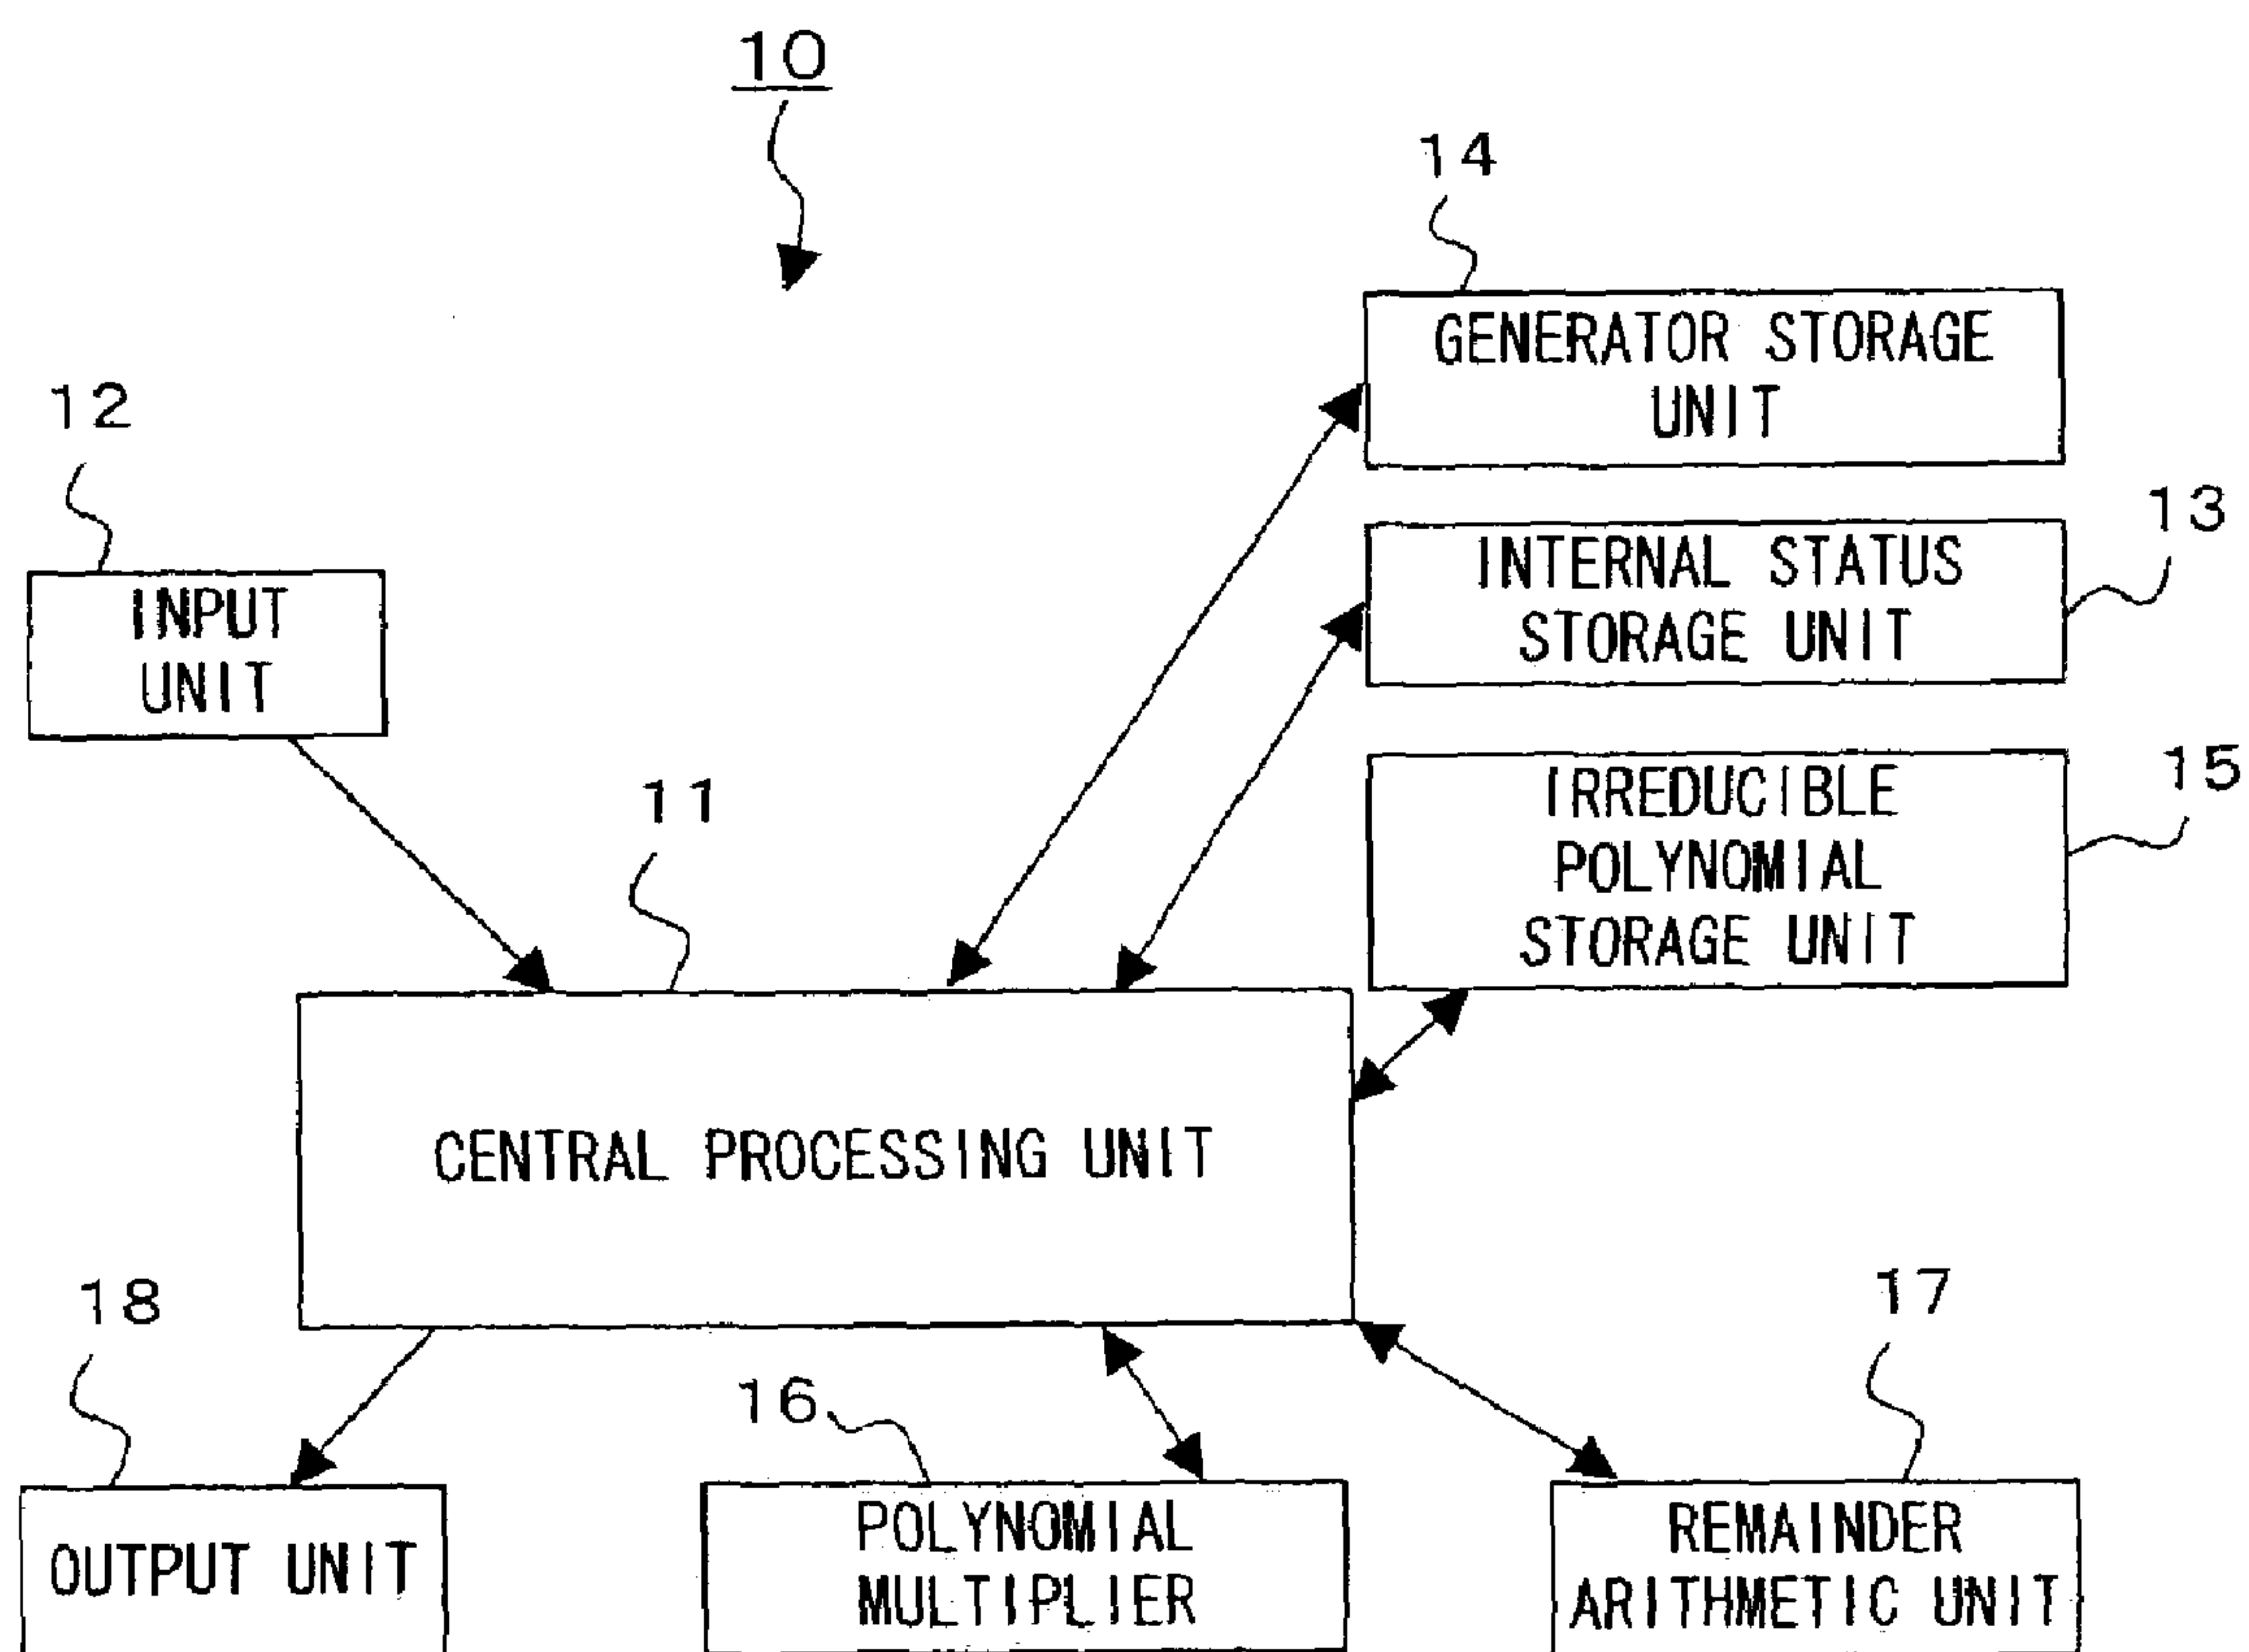 10
14
GENERATOR STORAGE
UNIT
12
13
INTERNAL STATUS
STORAGE UNIT
INPUT
UNIT
15
IRREDUCIBLE
POLYNOMIAL
STORAGE UNIT
11
CENTRAL PROCESSING UNIT
18
17
16
OUTPUT UNIT
POLYNOMIAL
MULTIPLIER
REMAINDER
ARITHMETIC UNIT